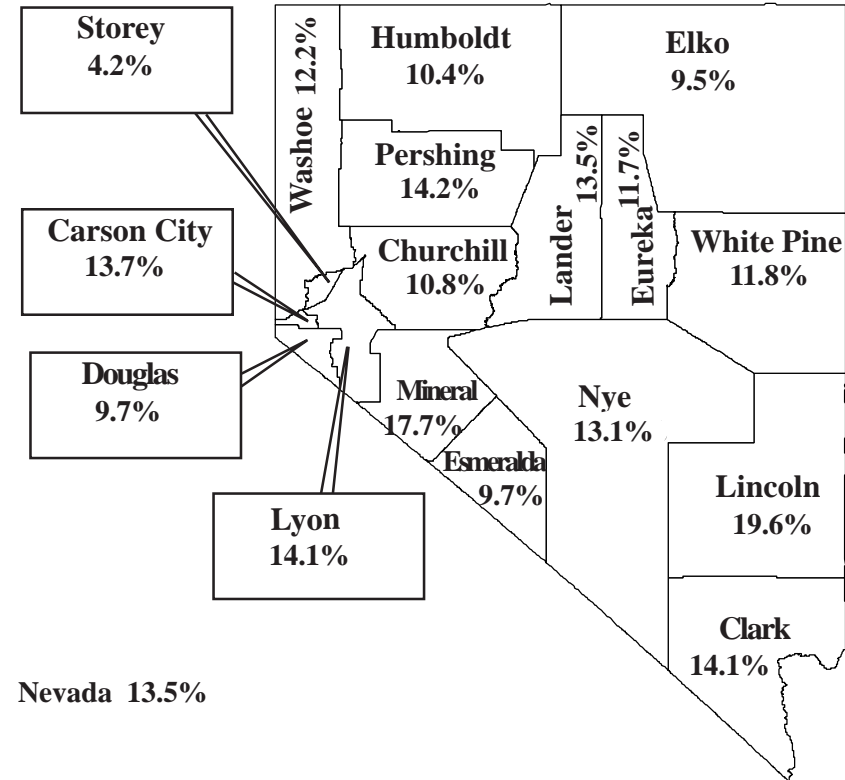 Storey
4.2%
Washoe 12.2%
Humboldt
10.4%
Elko
9.5%
Pershing
14.2%
Lander 13.5%
Eureka 11.7%
Carson City
13.7%
Churchill
10.8%
White Pine
11.8%
Douglas
9.7%
Mineral
17.7%
Nye
13.1%
Esmeralda
9.7%
Lyon
14.1%
Lincoln
19.6%
Clark
14.1%
Nevada 13.5%